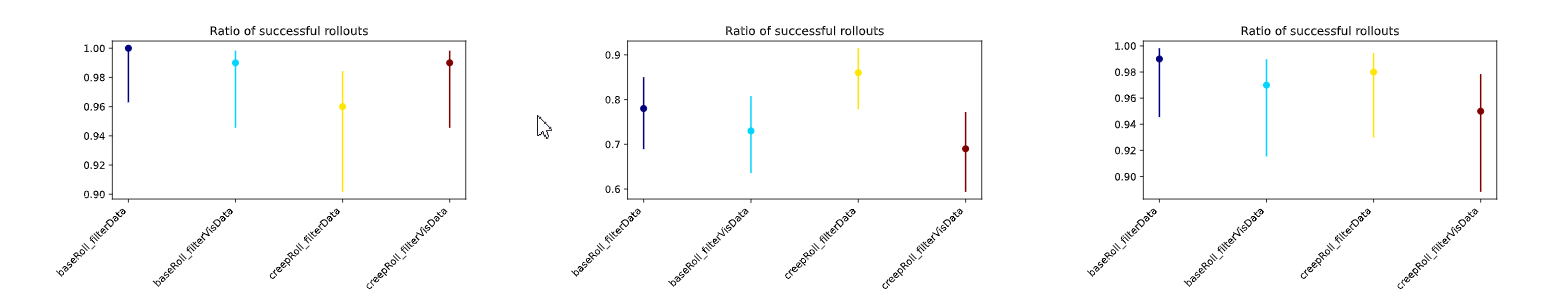 Ratio of successful rollouts
1.00
0.98
0.96
0.94
0.92
0.90
baseRoll_filterData
baseRoll_filterVisData
creepRoll_filterData
creepRoll_filterVisData
Ratio of successful rollouts
0.9
0.8
0.7
0.6
baseRoll_filterData
baseRoll_filterVisData
creepRoll_filterData
creepRoll_filterVisData
Ratio of successful rollouts
1.00
0.98
0.96
0.94
0.92
0.90
baseRoll_filterData
baseRoll_filterVisData
creepRoll_filterData
creepRoll_filterVisData